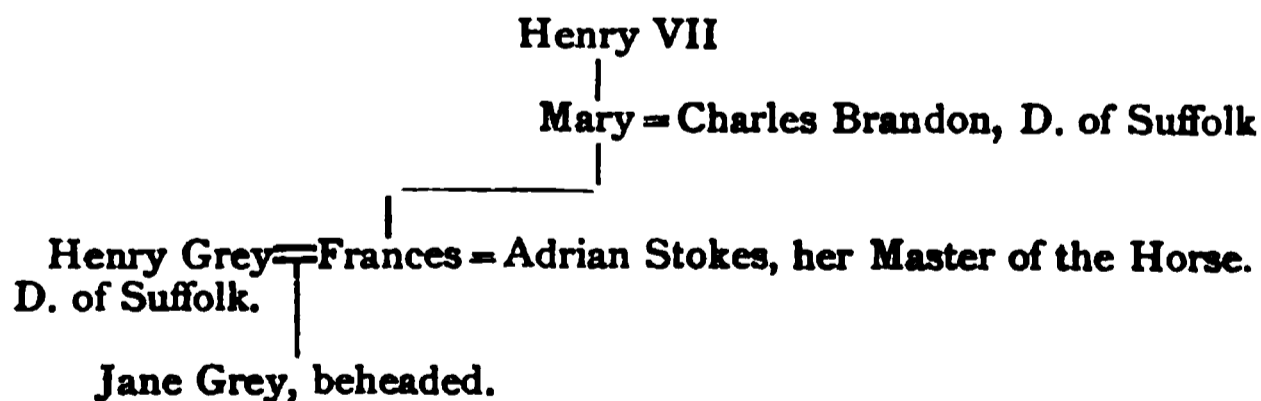 Henry VII
Mary = Charles Brandon, D. of Suffolk
Henry Grey=Frances = Adrian Stokes, her Master of the Horse.
D. of Suffolk.
Jane Grey, beheaded.